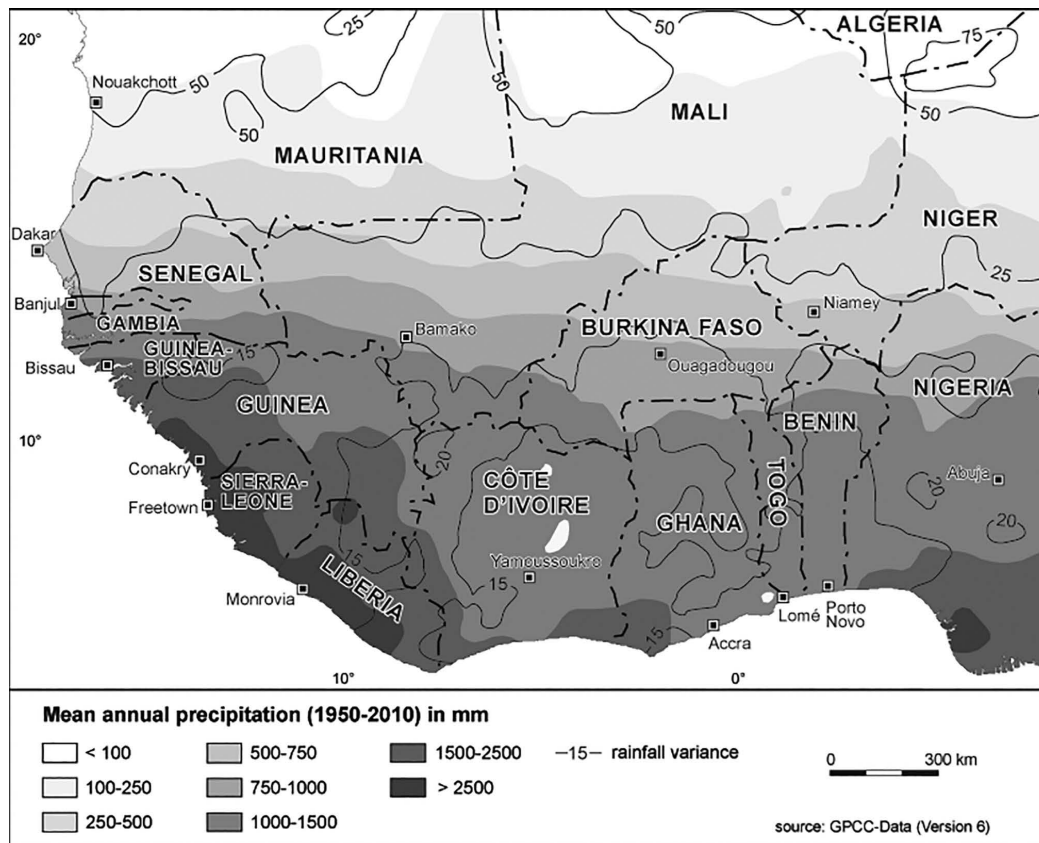 20°
25
ALGERIA
75
Nouakchott
50
50
50
MALI
50
MAURITANIA
NIGER
Dakar
25
SENEGAL
Banjul
Niamey
GAMBIA
Bamako
BURKINA FASO
GUINEA-
BISSAU
15
Bissau
Ouagadougou
NIGERIA
GUINEA
BENIN
10°
20
Conakry
SIERRA-
LEONE
CÔTE
D'IVOIRE
TOGO
Abuja
20
Freetown
GHANA
20
15
Yamoussoukro
LIBERIA
15
Monrovia
Lomé
Porto
Novo
15
Accra
10°
0°
Mean annual precipitation (1950-2010) in mm
< 100
500-750
1500-2500
–15– rainfall variance
100-250
750-1000
> 2500
0
300 km
250-500
1000-1500
source: GPCC-Data (Version 6)